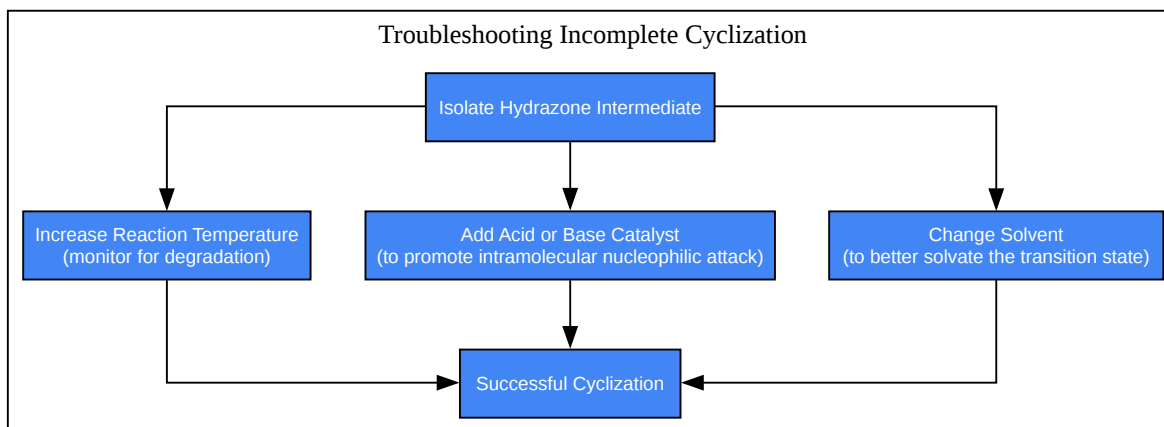 Troubleshooting Incomplete Cyclization
Isolate Hydrazone Intermediate
Increase Reaction Temperature
(monitor for degradation)
Add Acid or Base Catalyst
(to promote intramolecular nucleophilic attack)
Change Solvent
(to better solvate the transition state)
Successful Cyclization